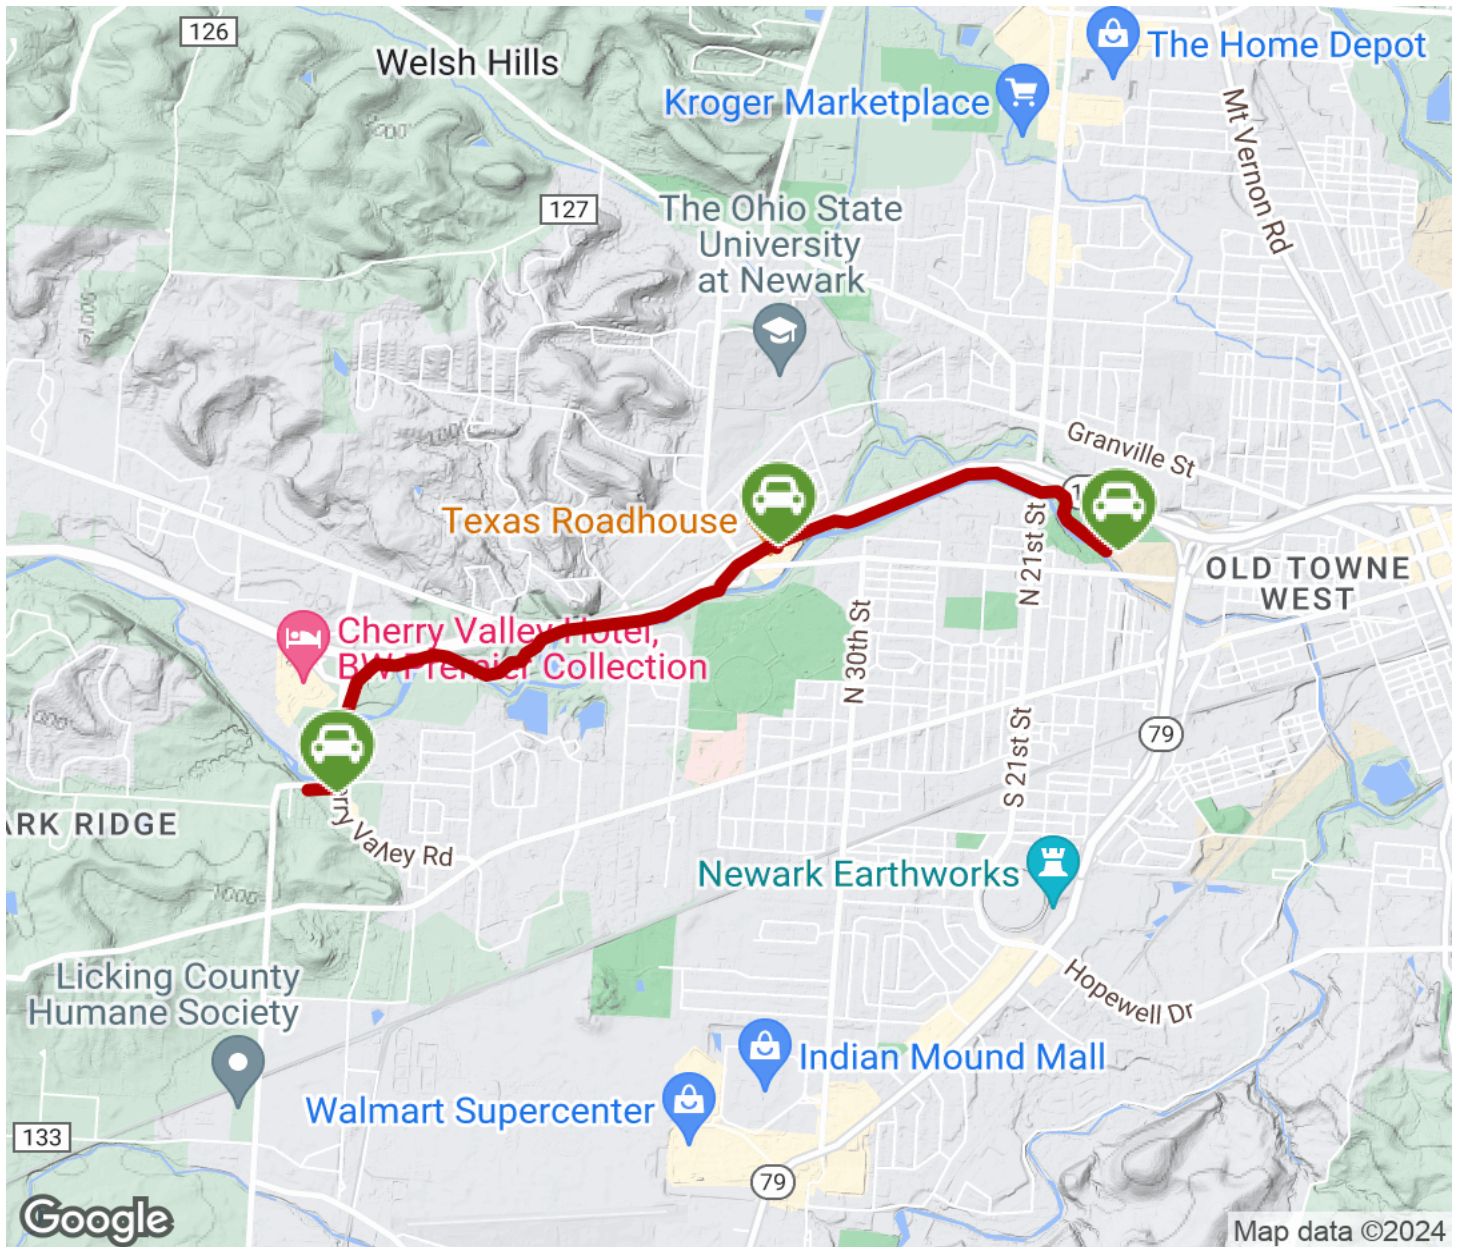 126
Welsh Hills
The Home Depot
Kroger Marketplace
Mt Vernon Rd
127
The Ohio State
University
at Newark
Granville St
Texas Roadhouse
N 21st St
OLD TOWNE
WEST
Cherry Valley Hotel,
BW Premier Collection
N 30th St
S 21st St
79
ARK RIDGE
erry Valley Rd
Newark Earthworks
1000
Licking County
Humane Society
Hopewell Dr
Indian Mound Mall
Walmart Supercenter
133
79
Google
Map data ©2024